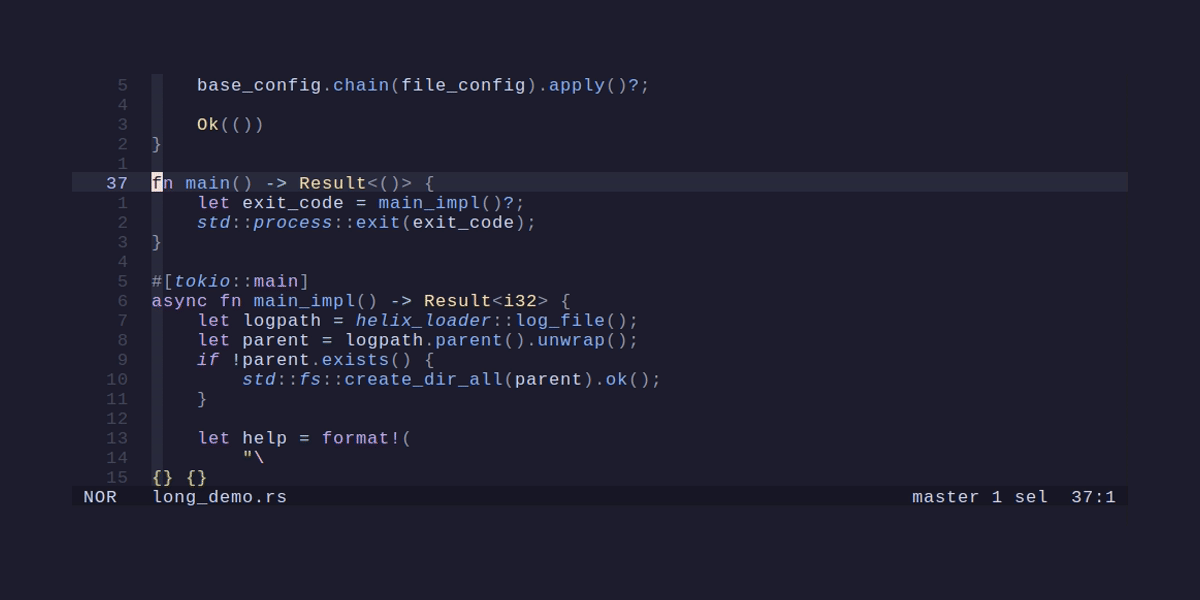 5      base_config.chain(file_config).apply()?;
4
3      Ok(())
2  }
1
37  fn main() -> Result<()> {
1      let exit_code = main_impl()?;
2      std::process::exit(exit_code);
3  }
4
5  #[tokio::main]
6  async fn main_impl() -> Result<i32> {
7      let logpath = helix_loader::log_file();
8      let parent = logpath.parent().unwrap();
9      if !parent.exists() {
10          std::fs::create_dir_all(parent).ok();
11      }
12
13      let help = format!(
14          "\
15  {} {}
NOR   long_demo.rs   master 1 sel  37:1